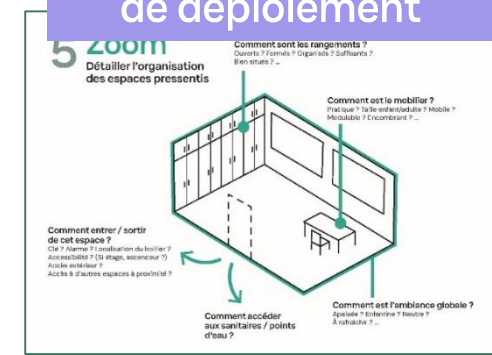 de déploiement
5 Zoom
Détailler l'organisation
des espaces pressentis
Comment sont les rangements ?
Ouverts ? Fermés ? Organisés ? Suffisants ?
Bien situés ? ...
Comment est le mobilier ?
Pratique ? Taille enfant/adulte ? Mobile ?
Modulable ? Encombrant ? ...
Comment entrer / sortir
de cet espace ?
Clé ? Alarme ? Localisation du boîtier ?
Accessibilité ? (Si étage, ascenceur ?)
Accès extérieur ?
Accès à d'autres espaces à proximité ?
Comment accéder
aux sanitaires / points
d'eau ?
Comment est l'ambiance globale ?
Apaisée ? Enfantine ? Neutre ?
À rafraîchir ? ...